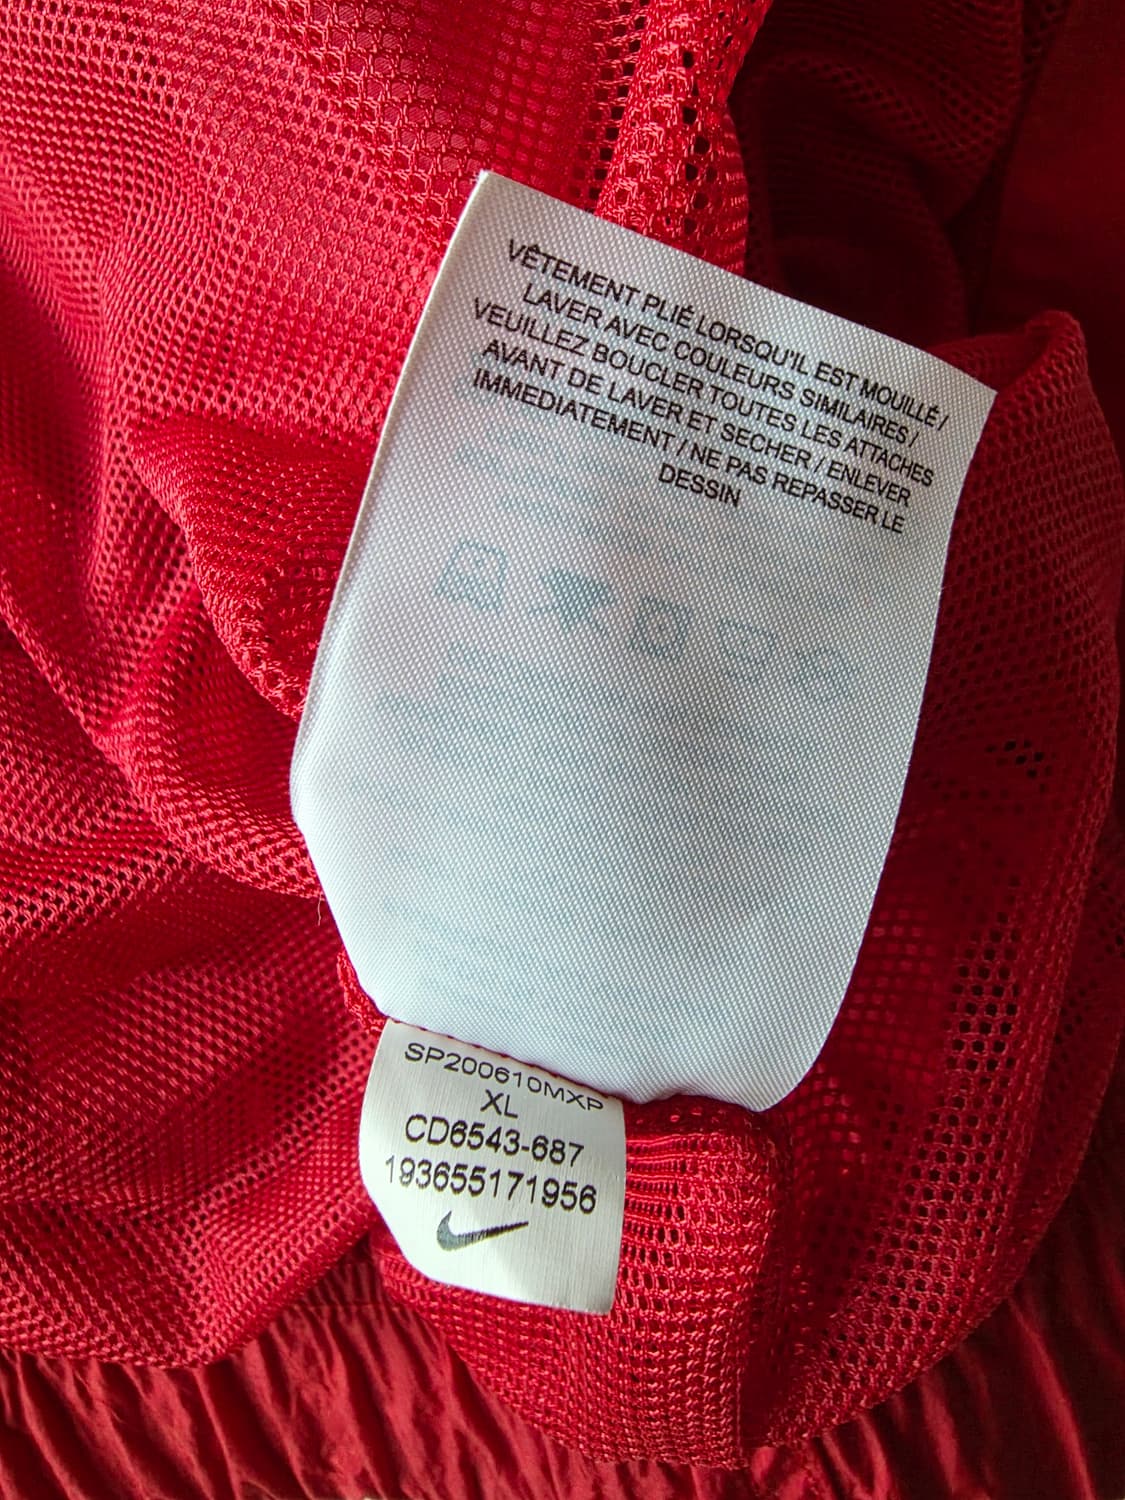 VÊTEMENT PLIÉ LORSQU'IL EST MOUILLÉ /
LAVER AVEC COULEURS SIMILAIRES /
VEUILLEZ BOUCLER TOUTES LES ATTACHES
AVANT DE LAVER ET SECHER / ENLEVER
IMMEDIATEMENT / NE PAS REPASSER LE
DESSIN
SP200610MXP
XL
CD6543-687
193655171956